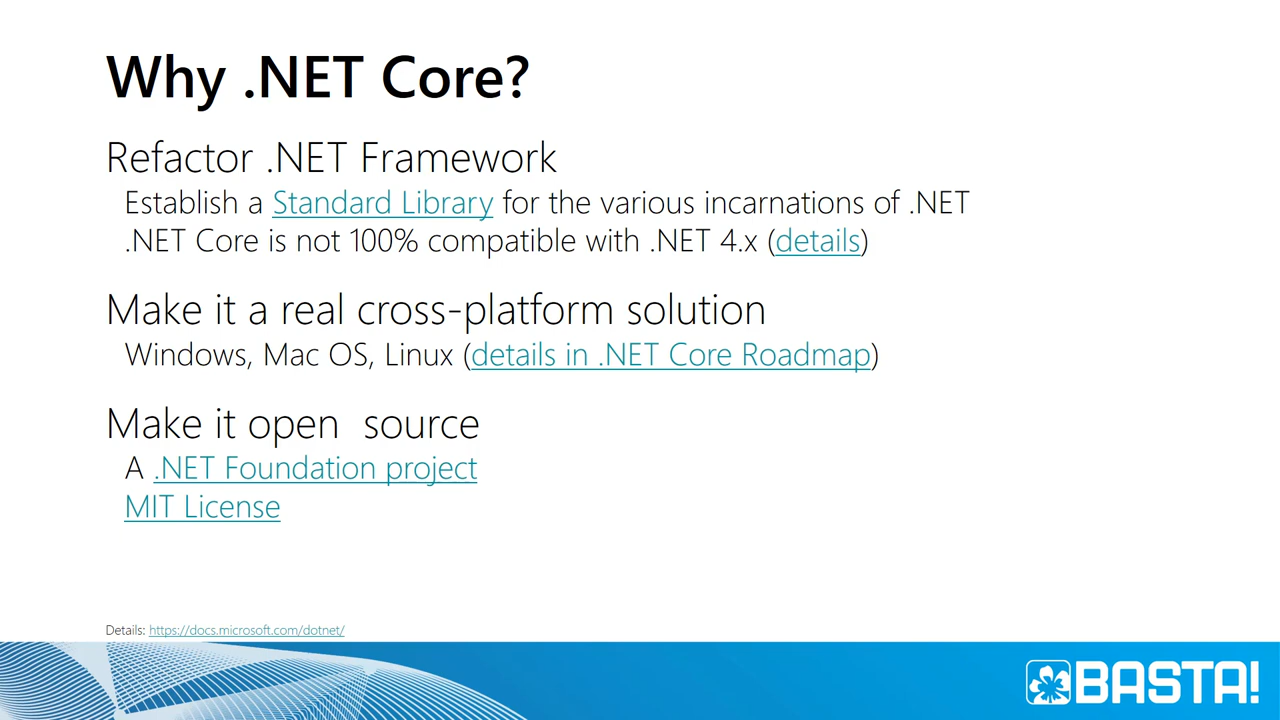 Why .NET Core?
Refactor .NET Framework
Establish a Standard Library for the various incarnations of .NET
.NET Core is not 100% compatible with .NET 4.x (details)
Make it a real cross-platform solution
Windows, Mac OS, Linux (details in .NET Core Roadmap)
Make it open  source
A .NET Foundation project
MIT License
Details: https://docs.microsoft.com/dotnet/
BASTA!